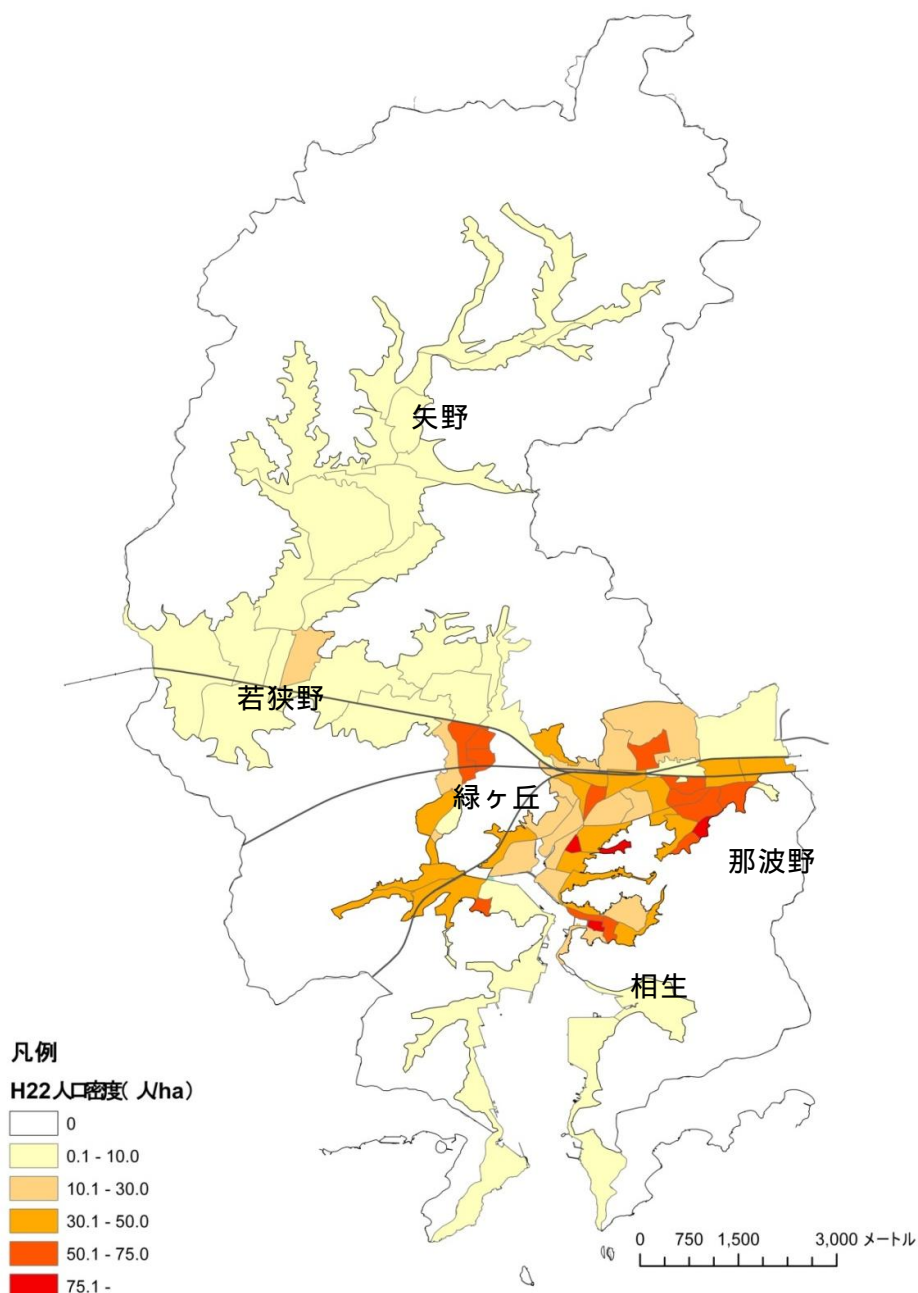 矢野
若狭野
緑ヶ丘
那波野
相生
凡例
H22人口密度( 人/ha)
0
0.1 - 10.0
10.1 - 30.0
30.1 - 50.0
50.1 - 75.0
75.1 -
0 750 1,500 3,000 メートル